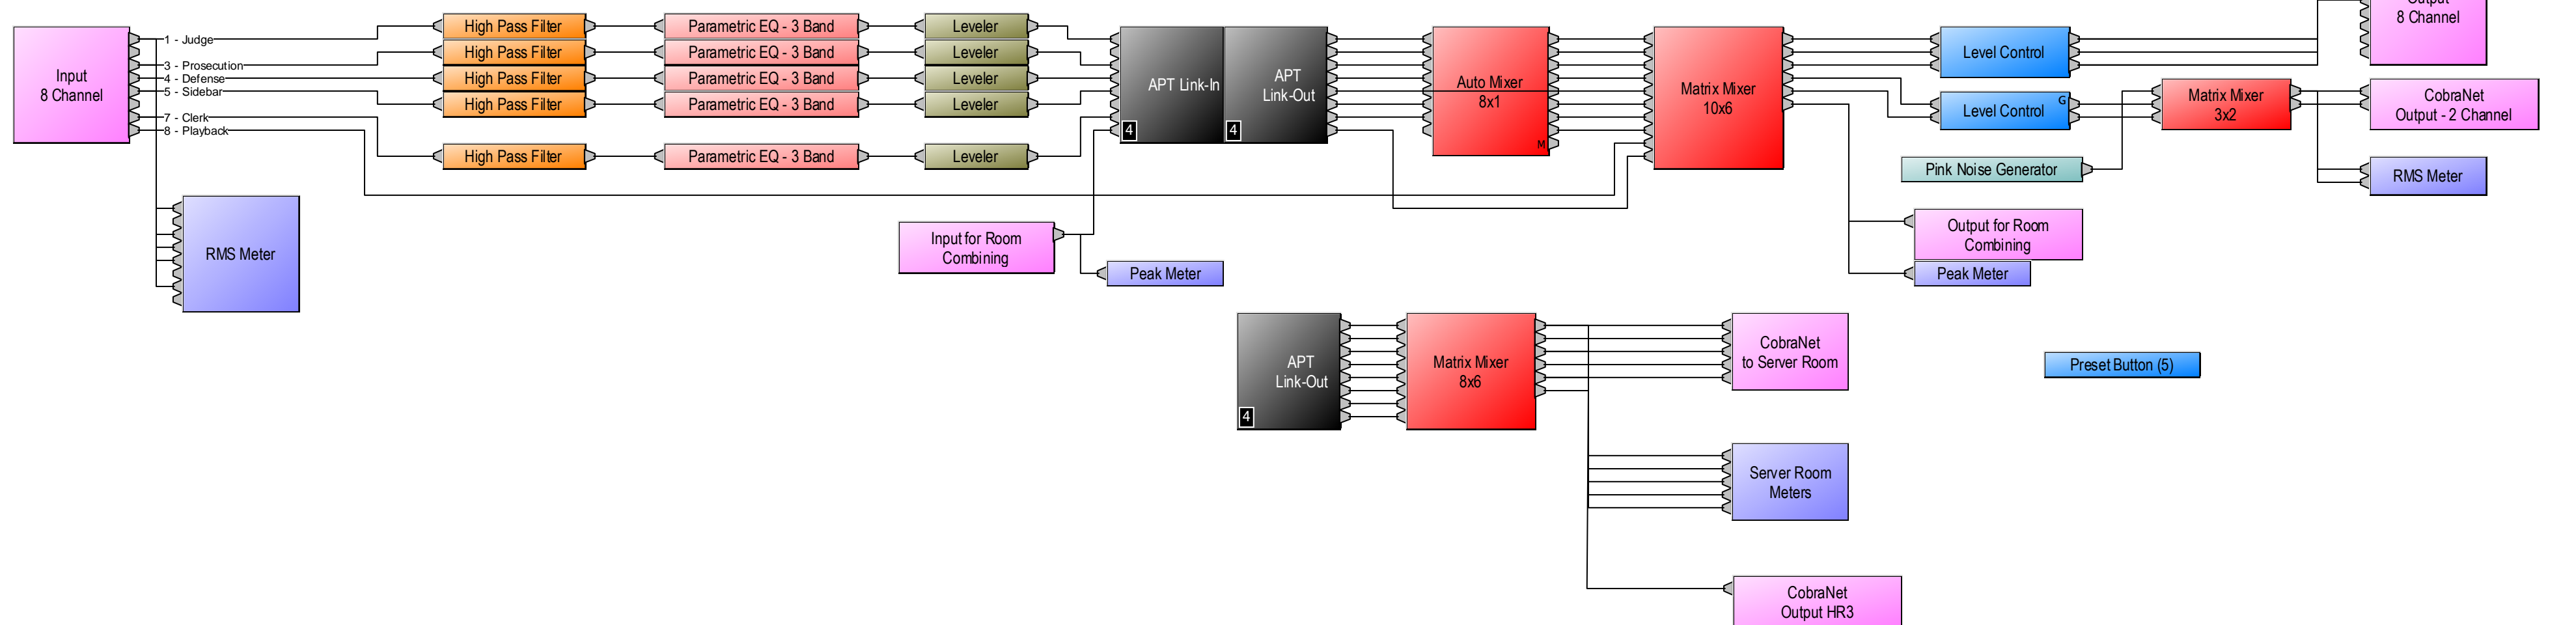 Output
8 Channel
High Pass Filter
Parametric EQ - 3 Band
Leveler
1 - Judge
High Pass Filter
Parametric EQ - 3 Band
Leveler
Level Control
3 - Prosecution
Input
8 Channel
4 - Defense
High Pass Filter
Parametric EQ - 3 Band
Leveler
APT Link-In
APT
Link-Out
Auto Mixer
8x1
Matrix Mixer
10x6
5 - Sidebar
High Pass Filter
Parametric EQ - 3 Band
Leveler
Level Control
G
Matrix Mixer
3x2
CobraNet
Output - 2 Channel
7 - Clerk
8 - Playback
4
4
M
High Pass Filter
Parametric EQ - 3 Band
Leveler
Pink Noise Generator
RMS Meter
RMS Meter
Input for Room
Combining
Output for Room
Combining
Peak Meter
Peak Meter
APT
Link-Out
4
Matrix Mixer
8x6
CobraNet
to Server Room
Preset Button (5)
Server Room
Meters
CobraNet
Output HR3